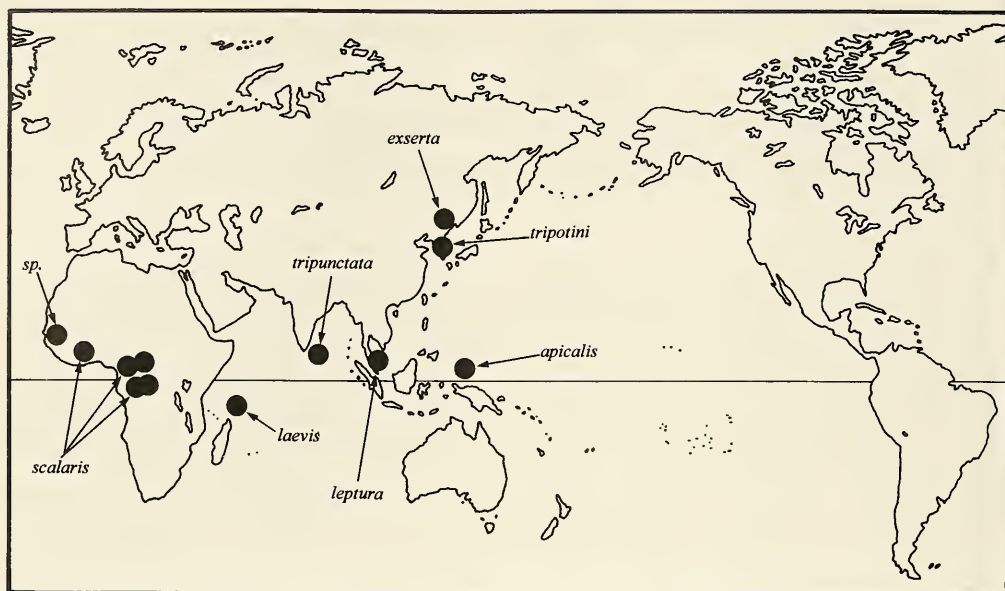 exserta
tripotini
sp.
tripunctata
apicalis
laevis
scalaris
leptura